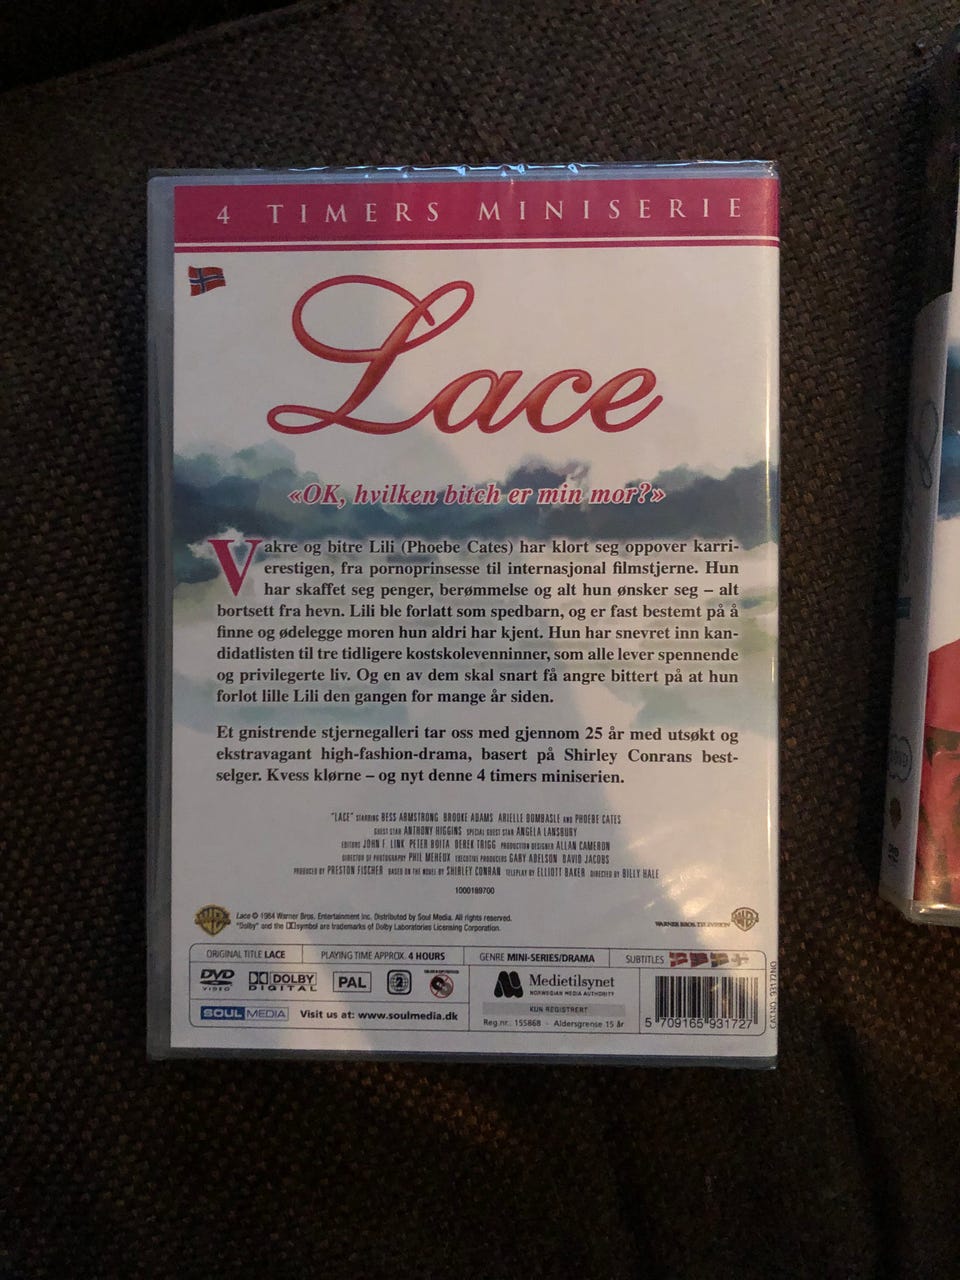 4 TIMERS MINISERIE
Lace
«OK, hvilken bitch er min mor?»
Vakre og bitre Lili (Phoebe Cates) har klort seg oppover karri-
erestigen, fra pornoprinsesse til internasjonal filmstjerne. Hun
har skaffet seg penger, berømmelse og alt hun ønsker seg – alt
bortsett fra hevn. Lili ble forlatt som spedbarn, og er fast bestemt på å
finne og ødelegge moren hun aldri har kjent. Hun har snevret inn kan-
didatlisten til tre tidligere kostskolevenninner, som alle lever spennende
og privilegerte liv. Og en av dem skal snart få angre bittert på at hun
forlot lille Lili den gangen for mange år siden.
Et gnistrende stjernegalleri tar oss med gjennom 25 år med utsøkt og
ekstravagant high-fashion-drama, basert på Shirley Conrans best-
selger. Kvess klørne – og nyt denne 4 timers miniserien.
"LACE" STARRING BESS ARMSTRONG BROOKE ADAMS ARIELLE DOMBASLE AND PHOEBE CATES
GUEST STAR ANTHONY HIGGINS SPECIAL GUEST STAR ANGELA LANSBURY
EDITORS JOHN F. LINK PETER BOITA DEREK TRIGG PRODUCTION DESIGNER ALLAN CAMERON
DIRECTOR OF PHOTOGRAPHY PHIL MEHEUX EXECUTIVE PRODUCERS GARY ADELSON DAVID JACOBS
PRODUCED BY PRESTON FISCHER BASED ON THE NOVEL BY SHIRLEY CONRAN TELEPLAY BY ELLIOTT BAKER DIRECTED BY BILLY HALE
1000189700
Lace © 1984 Warner Bros. Entertainment Inc. Distributed by Soul Media. All rights reserved.
"Dolby" and the DD symbol are trademarks of Dolby Laboratories Licensing Corporation.
WARNER BROS. TELEVISION
ORIGINAL TITLE LACE PLAYING TIME APPROX. 4 HOURS GENRE MINI-SERIES/DRAMA SUBTITLES
DVD VIDEO DOLBY DIGITAL PAL 2
Medietilsynet
NORWEGIAN MEDIA AUTHORITY
KUN REGISTRERT
Reg.nr.: 155868 - Aldersgrense 15 år
SOUL MEDIA Visit us at: www.soulmedia.dk
5 709165 931727
CAT.NO. 93172NO